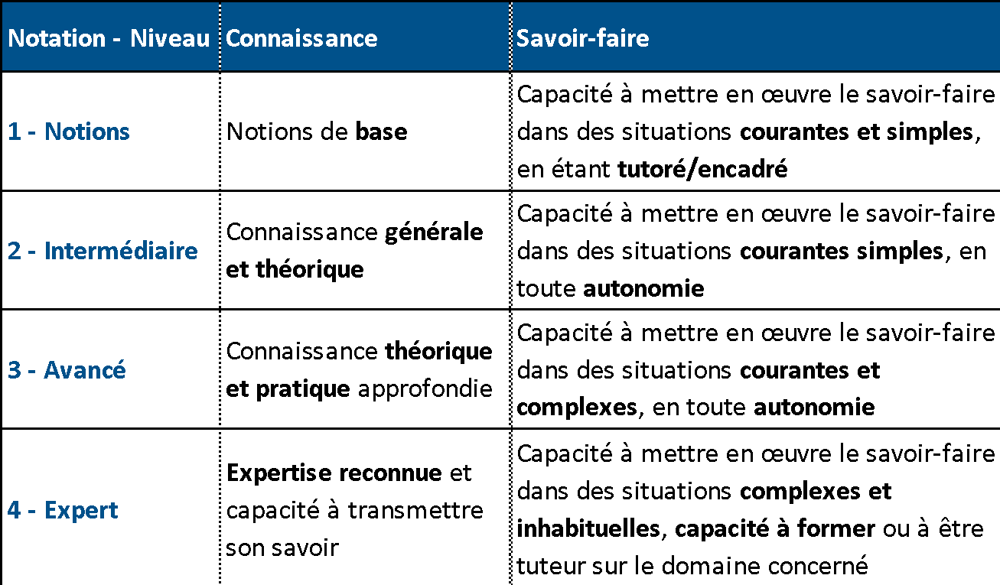 Notation - Niveau Connaissance Savoir-faire
1 - Notions
Notions de base
Capacité à mettre en œuvre le savoir-faire
dans des situations courantes et simples,
en étant tutoré/encadré
2 - Intermédiaire
Connaissance générale
et théorique
Capacité à mettre en œuvre le savoir-faire
dans des situations courantes simples, en
toute autonomie
3 - Avancé
Connaissance théorique
et pratique approfondie
Capacité à mettre en œuvre le savoir-faire
dans des situations courantes et
complexes, en toute autonomie
4 - Expert
Expertise reconnue et
capacité à transmettre
son savoir
Capacité à mettre en œuvre le savoir-faire
dans des situations complexes et
inhabituelles, capacité à former ou à être
tuteur sur le domaine concerné